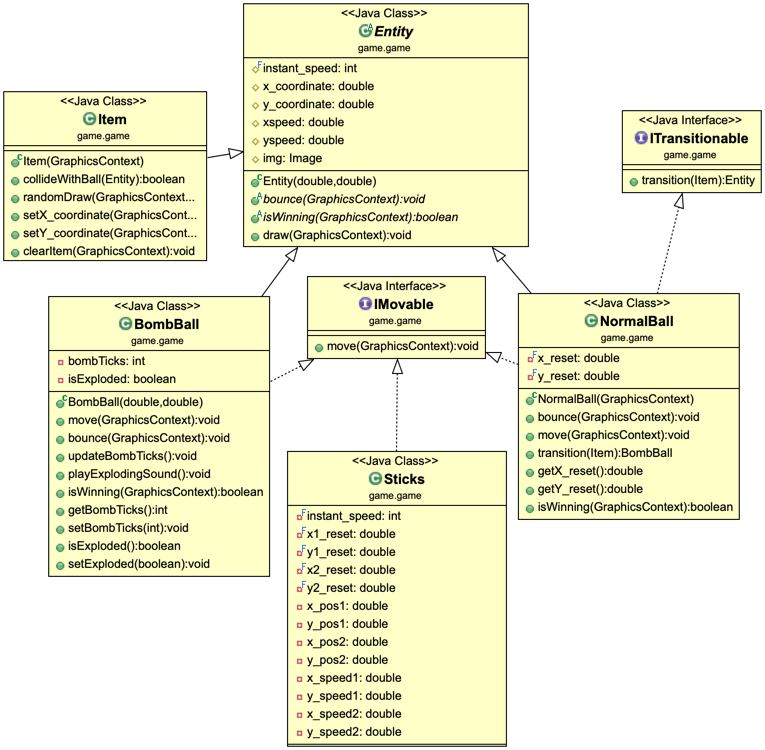 <<Java Class>>
Entity
game.game
instant_speed: int
x_coordinate: double
y_coordinate: double
xspeed: double
yspeed: double
img: Image
Entity(double,double)
bounce(GraphicsContext):void
isWinning(GraphicsContext):boolean
draw(GraphicsContext):void
<<Java Class>>
Item
game.game
Item(GraphicsContext)
collideWithBall(Entity):boolean
randomDraw(GraphicsContext...
setX_coordinate(GraphicsCont...
setY_coordinate(GraphicsCont...
clearItem(GraphicsContext):void
<<Java Interface>>
ITransitionable
game.game
transition(Item):Entity
<<Java Class>>
BombBall
game.game
bombTicks: int
isExploded: boolean
BombBall(double,double)
move(GraphicsContext):void
bounce(GraphicsContext):void
updateBombTicks():void
playExplodingSound():void
isWinning(GraphicsContext):boolean
getBombTicks():int
setBombTicks(int):void
isExploded():boolean
setExploded(boolean):void
<<Java Interface>>
IMovable
game.game
move(GraphicsContext):void
<<Java Class>>
NormalBall
game.game
x_reset: double
y_reset: double
NormalBall(GraphicsContext)
bounce(GraphicsContext):void
move(GraphicsContext):void
transition(Item):BombBall
getX_reset():double
getY_reset():double
isWinning(GraphicsContext):boolean
<<Java Class>>
Sticks
game.game
instant_speed: int
x1_reset: double
y1_reset: double
x2_reset: double
y2_reset: double
x_pos1: double
y_pos1: double
x_pos2: double
y_pos2: double
x_speed1: double
y_speed1: double
x_speed2: double
y_speed2: double